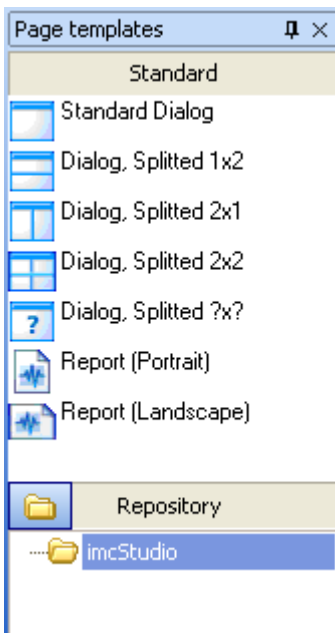 Page templates
Standard
Standard Dialog
Dialog, Splitted 1x2
Dialog, Splitted 2x1
Dialog, Splitted 2x2
? Dialog, Splitted ?x?
Report (Portrait)
Report (Landscape)
Repository
imcStudio